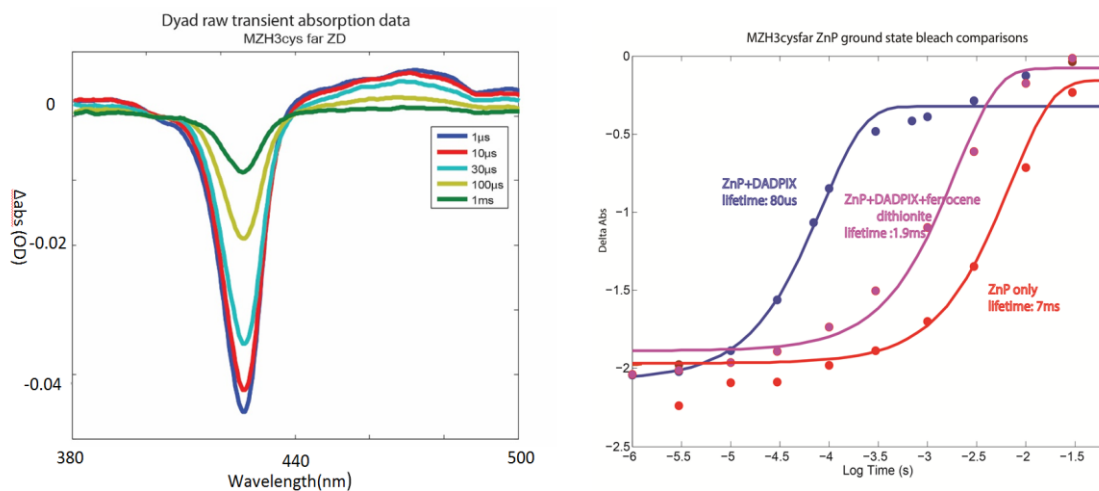 Dyad raw transient absorption data
MZH3cys far ZD
0
-0.02
-0.04
Δabs (OD)
1µs
10µs
30µs
100µs
1ms
380
440
500
Wavelength(nm)
MZH3cysfar ZnP ground state bleach comparisons
0
−0.5
−1
−1.5
−2
−2.5
Delta Abs
ZnP+DADPIX
lifetime: 80us
ZnP+DADPIX+ferrocene
dithionite
lifetime :1.9ms
ZnP only
lifetime: 7ms
−6
−5.5
−5
−4.5
−4
−3.5
−3
−2.5
−2
−1.5
Log Time (s)